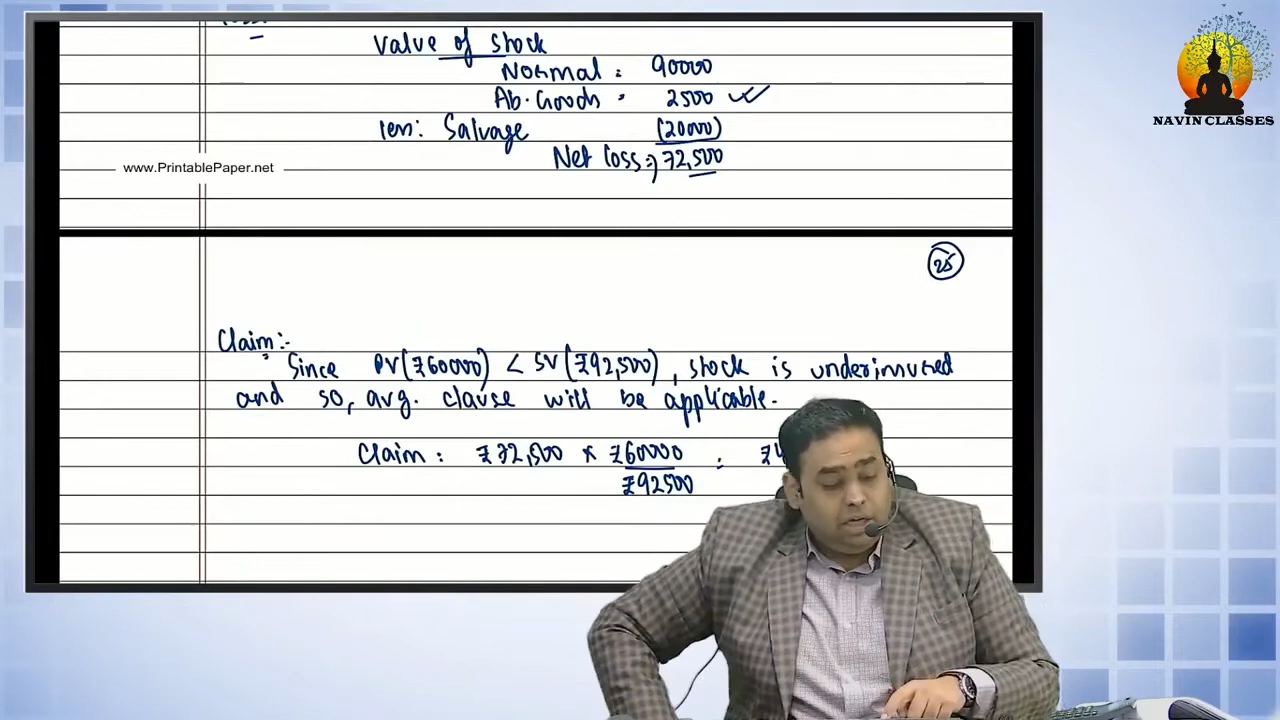 Value of stock
Normal = 90000
Ab. Goods = 2500
less: Salvage (20000)
Net loss = 72,500
www.PrintablePaper.net
25
Claim:-
Since PV(₹60000) < SV(₹92,500), stock is underinsured
and so, avg. clause will be applicable.
Claim = ₹72,500 × ₹60000 = ₹4
₹92500
NAVIN CLASSES